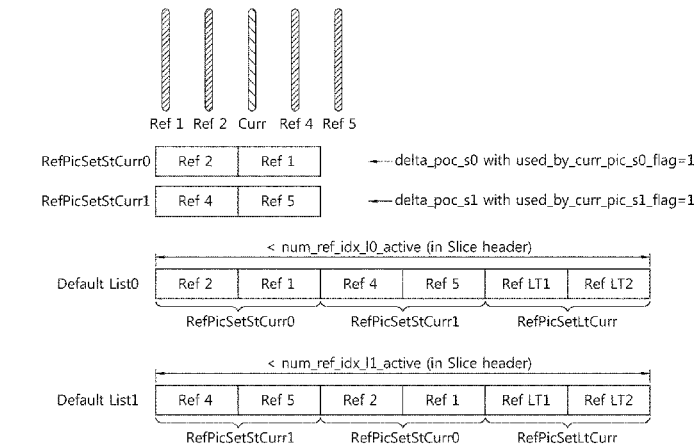 Ref 1 Ref 2 Curr Ref 4 Ref 5
RefPicSetStCurr0 Ref 2 Ref 1 delta_poc_s0 with used_by_curr_pic_s0_flag=1
RefPicSetStCurr1 Ref 4 Ref 5 delta_poc_s1 with used_by_curr_pic_s1_flag=1
< num_ref_idx_l0_active (in Slice header)
Default List0 Ref 2 Ref 1 Ref 4 Ref 5 Ref LT1 Ref LT2
RefPicSetStCurr0 RefPicSetStCurr1 RefPicSetLtCurr
< num_ref_idx_l1_active (in Slice header)
Default List1 Ref 4 Ref 5 Ref 2 Ref 1 Ref LT1 Ref LT2
RefPicSetStCurr1 RefPicSetStCurr0 RefPicSetLtCurr